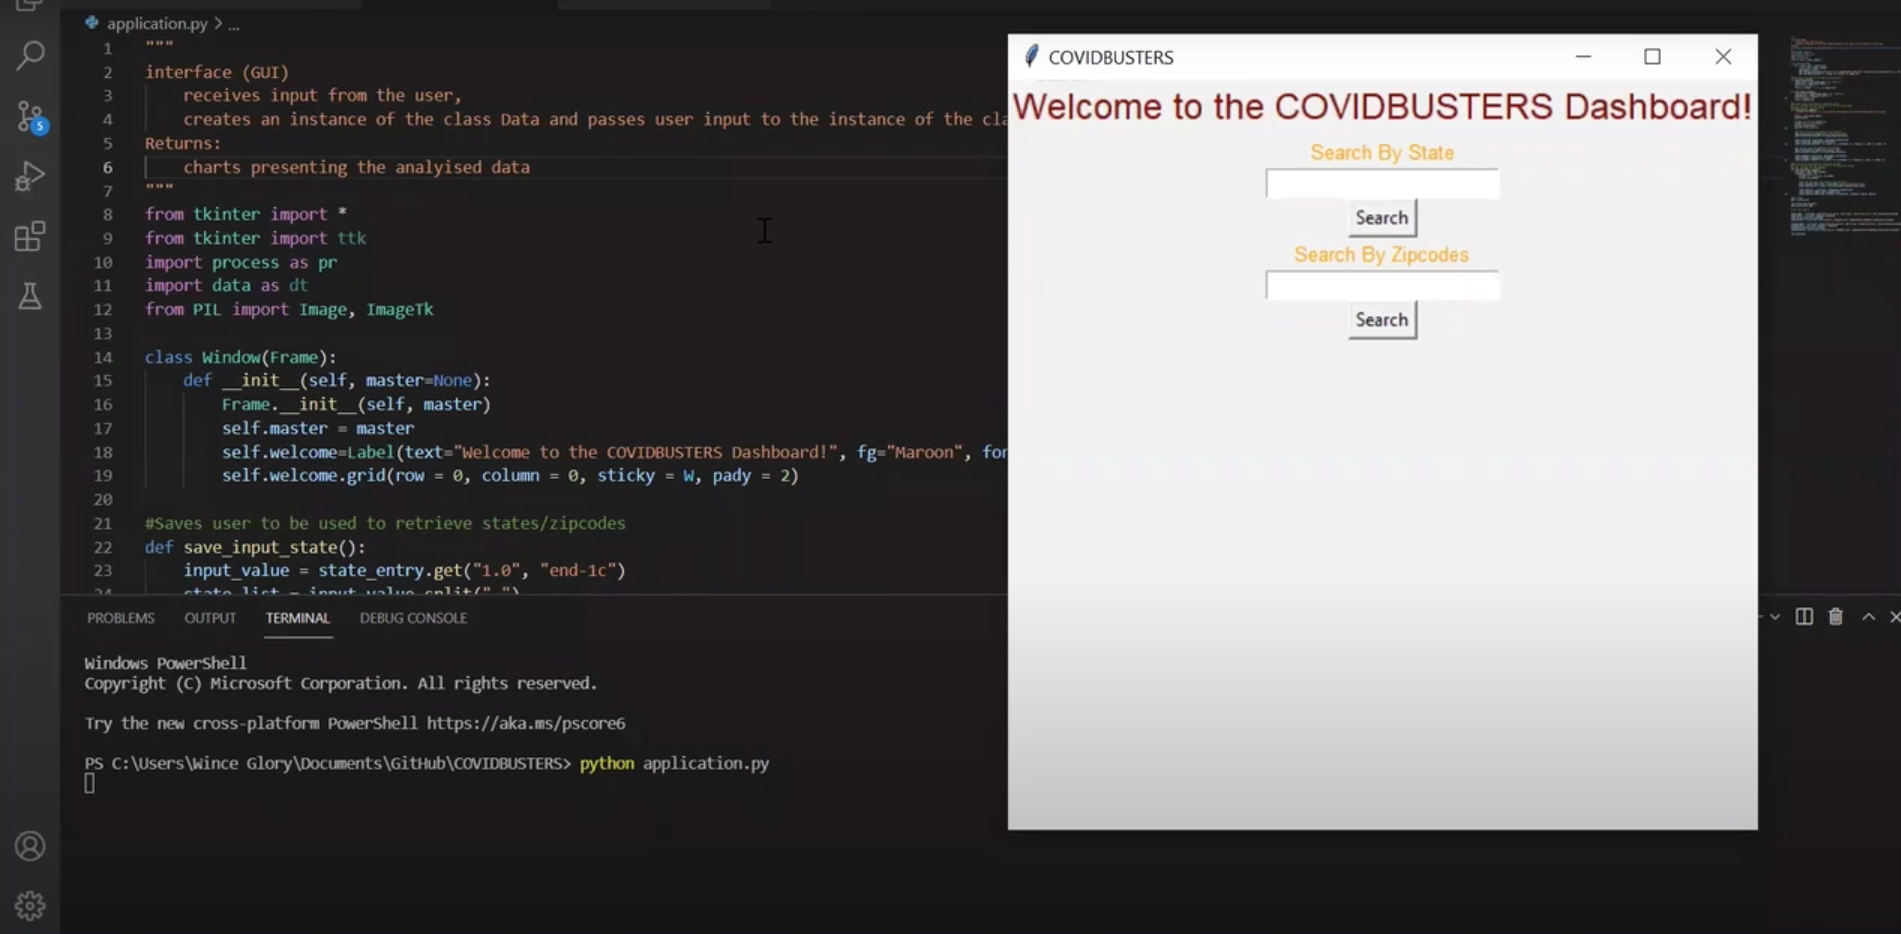 application.py > ...
1 """
2 interface (GUI)
3 receives input from the user,
4 creates an instance of the class Data and passes user input to the instance of the cla
5 Returns:
6 charts presenting the analyised data
7 """
8 from tkinter import *
9 from tkinter import ttk
10 import process as pr
11 import data as dt
12 from PIL import Image, ImageTk
13
14 class Window(Frame):
15 def __init__(self, master=None):
16 Frame.__init__(self, master)
17 self.master = master
18 self.welcome=Label(text="Welcome to the COVIDBUSTERS Dashboard!", fg="Maroon", fon
19 self.welcome.grid(row = 0, column = 0, sticky = W, pady = 2)
20
21 #Saves user to be used to retrieve states/zipcodes
22 def save_input_state():
23 input_value = state_entry.get("1.0", "end-1c")
5
PROBLEMS OUTPUT TERMINAL DEBUG CONSOLE
Windows PowerShell
Copyright (C) Microsoft Corporation. All rights reserved.
Try the new cross-platform PowerShell https://aka.ms/pscore6
PS C:\Users\Wince Glory\Documents\GitHub\COVIDBUSTERS> python application.py
COVIDBUSTERS
Welcome to the COVIDBUSTERS Dashboard!
Search By State
Search
Search By Zipcodes
Search